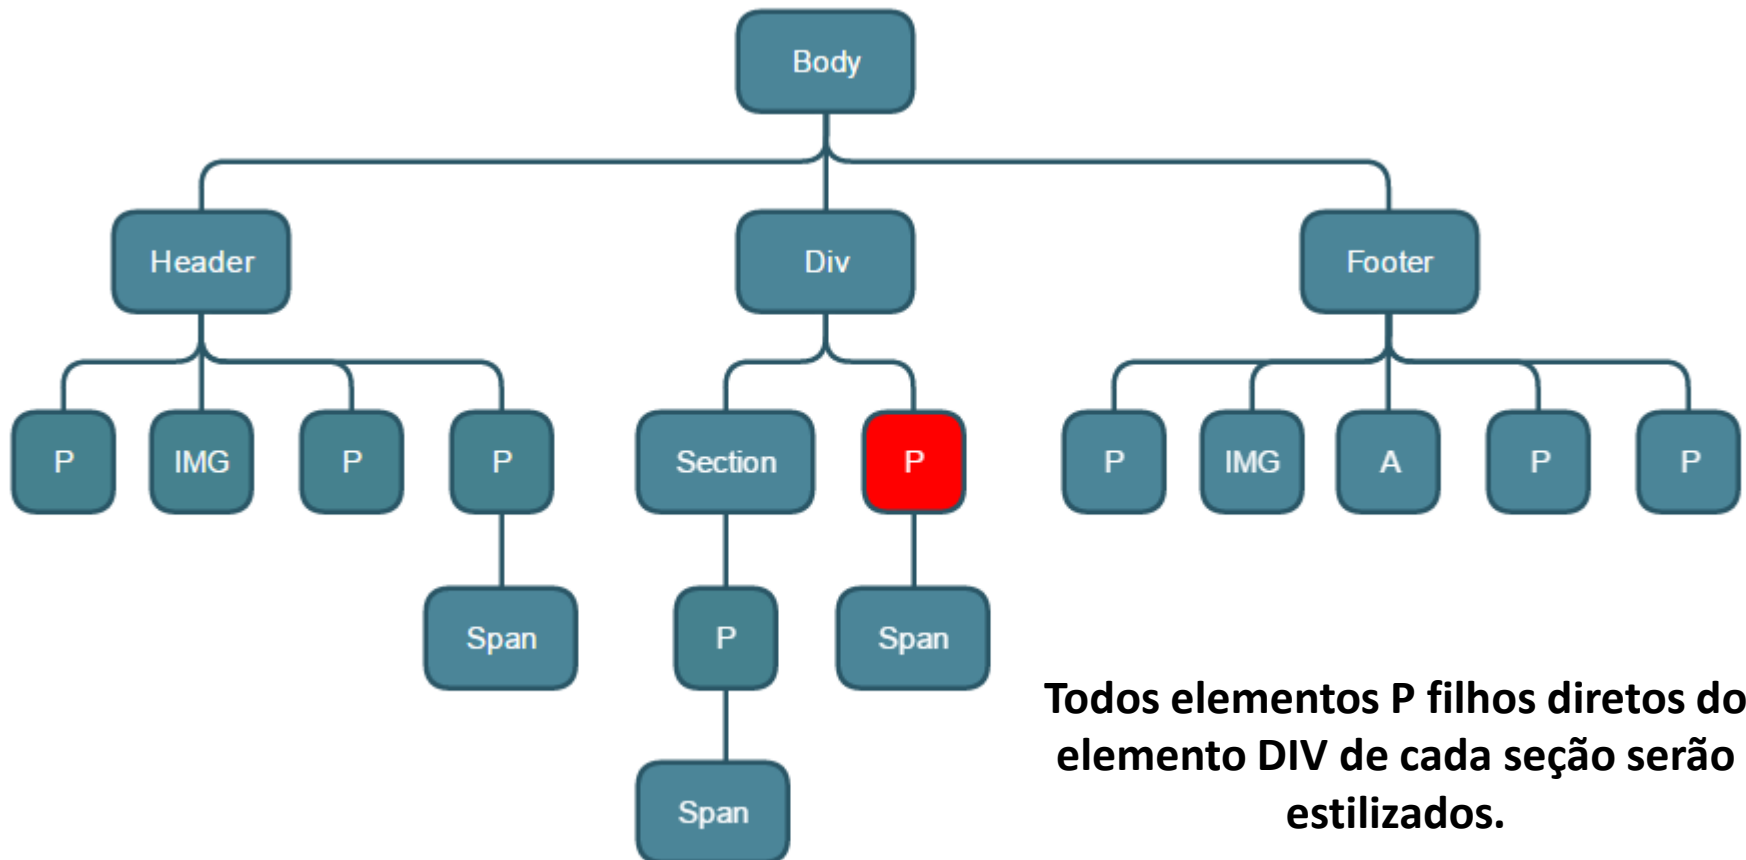 Body
Header
Div
Footer
P
IMG
P
P
Section
P
P
IMG
A
P
P
Span
P
Span
Span
Todos elementos P filhos diretos do
elemento DIV de cada seção serão
estilizados.